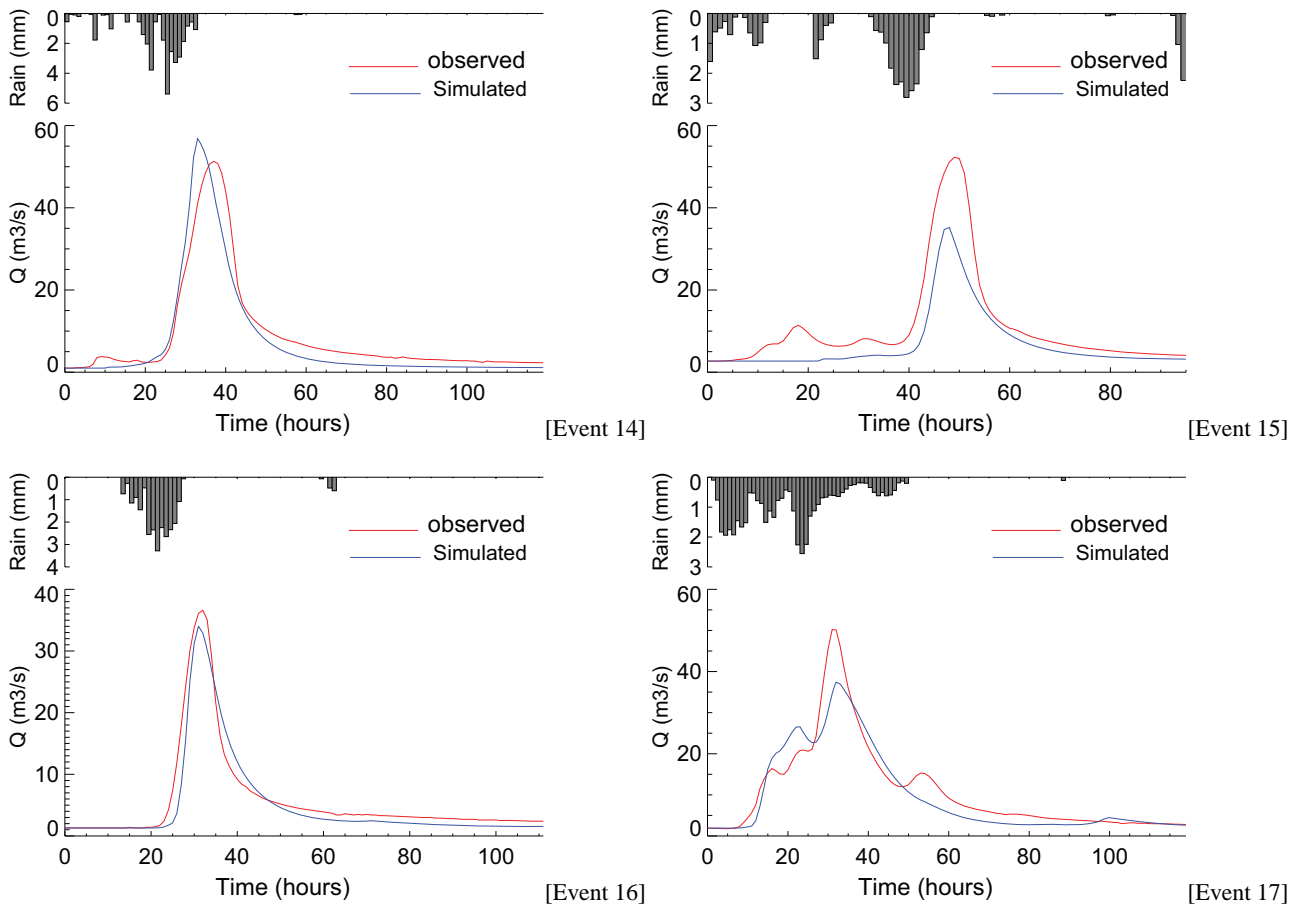 0
2
4
6
Rain (mm)
observed
Simulated
60
40
20
0
Q (m3/s)
0 20 40 60 80 100
Time (hours)
[Event 14]
0
1
2
3
Rain (mm)
observed
Simulated
60
40
20
0
Q (m3/s)
0 20 40 60 80
Time (hours)
[Event 15]
0
1
2
3
4
Rain (mm)
observed
Simulated
40
30
20
10
0
Q (m3/s)
0 20 40 60 80 100
Time (hours)
[Event 16]
0
1
2
3
Rain (mm)
observed
Simulated
60
40
20
0
Q (m3/s)
0 20 40 60 80 100
Time (hours)
[Event 17]